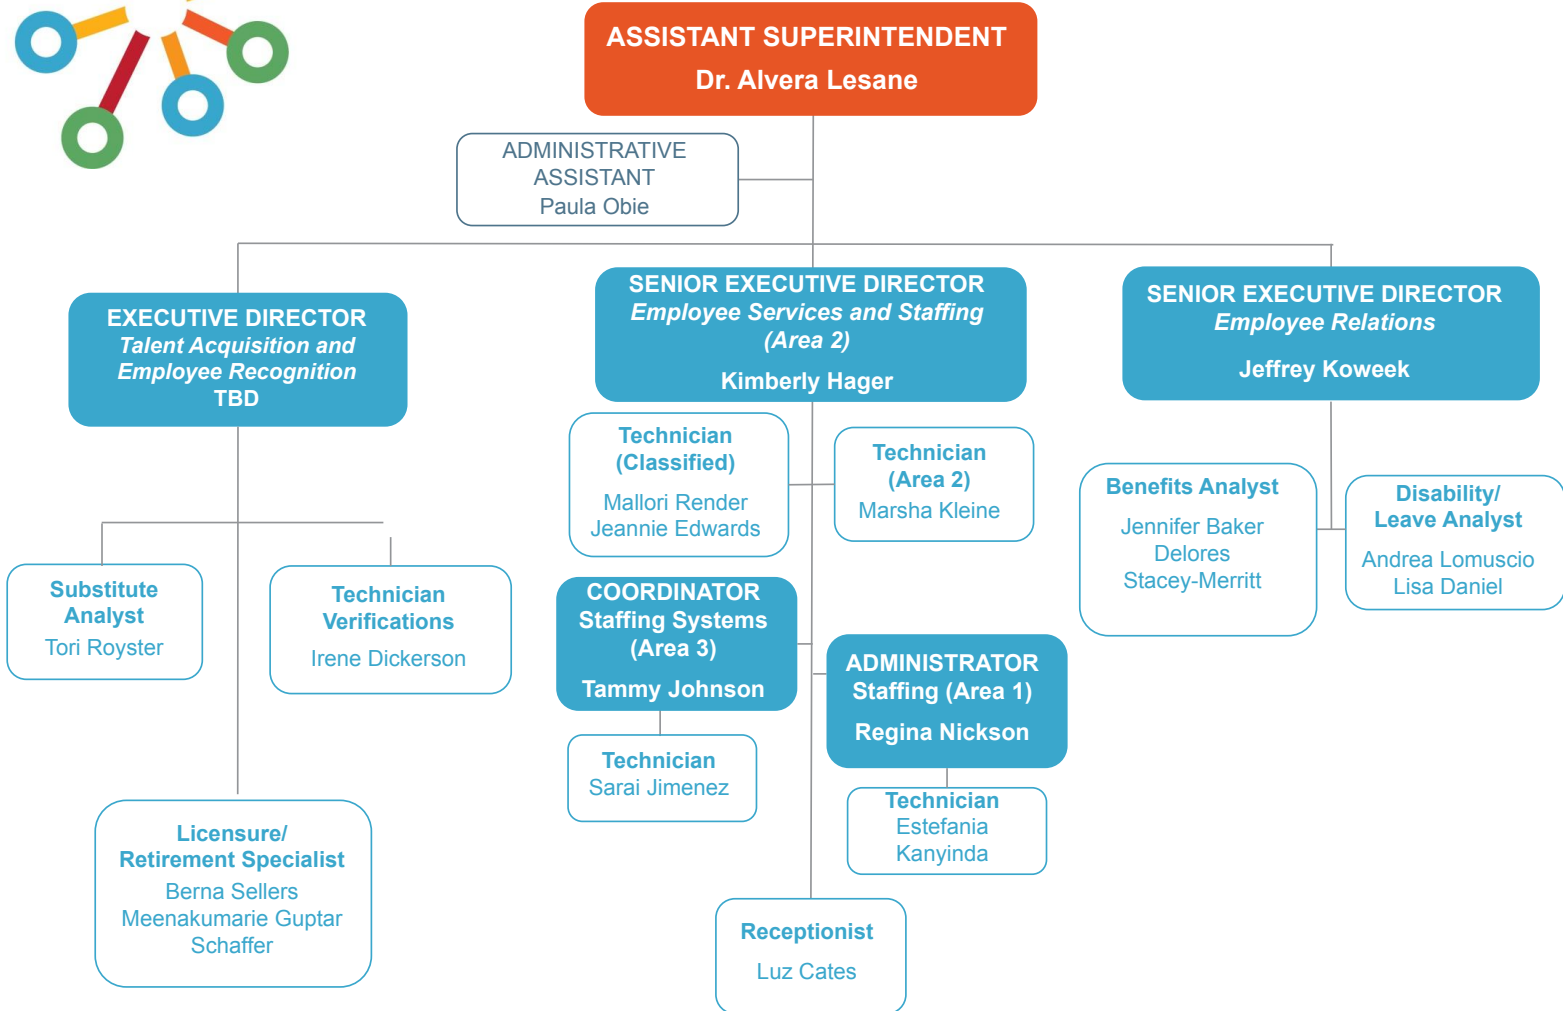 ASSISTANT SUPERINTENDENT
Dr. Alvera Lesane
ADMINISTRATIVE
ASSISTANT
Paula Obie
EXECUTIVE DIRECTOR
Talent Acquisition and
Employee Recognition
TBD
SENIOR EXECUTIVE DIRECTOR
Employee Services and Staffing
(Area 2)
Kimberly Hager
SENIOR EXECUTIVE DIRECTOR
Employee Relations
Jeffrey Koweek
Technician
(Classified)
Mallori Render
Jeannie Edwards
Technician
(Area 2)
Marsha Kleine
Benefits Analyst
Jennifer Baker
Delores
Stacey-Merritt
Disability/
Leave Analyst
Andrea Lomuscio
Lisa Daniel
Substitute
Analyst
Tori Royster
Technician
Verifications
Irene Dickerson
COORDINATOR
Staffing Systems
(Area 3)
Tammy Johnson
ADMINISTRATOR
Staffing (Area 1)
Regina Nickson
Technician
Sarai Jimenez
Technician
Estefania
Kanyinda
Licensure/
Retirement Specialist
Berna Sellers
Meenakumarie Guptar
Schaffer
Receptionist
Luz Cates